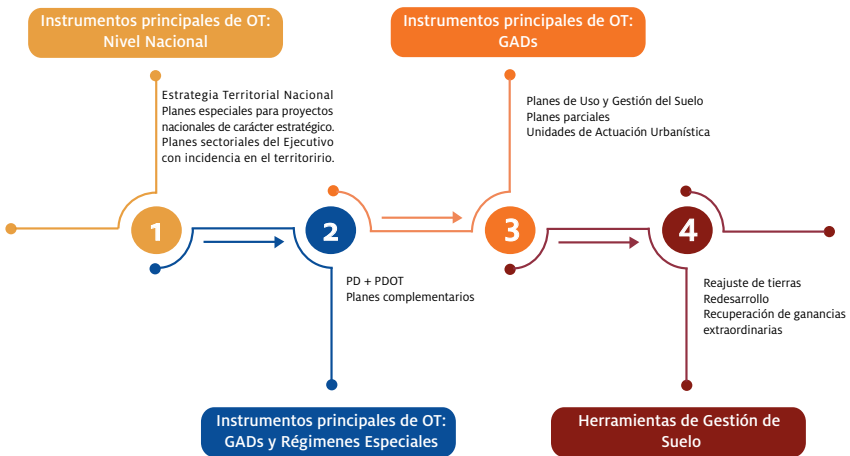 Instrumentos principales de OT:
Nivel Nacional
Estrategia Territorial Nacional
Planes especiales para proyectos
nacionales de carácter estratégico.
Planes sectoriales del Ejecutivo
con incidencia en el territoririo.
1
2
PD + PDOT
Planes complementarios
Instrumentos principales de OT:
GADs y Régimenes Especiales
Instrumentos principales de OT:
GADs
Planes de Uso y Gestión del Suelo
Planes parciales
Unidades de Actuación Urbanística
3
4
Reajuste de tierras
Redesarrollo
Recuperación de ganancias
extraordinarias
Herramientas de Gestión de
Suelo